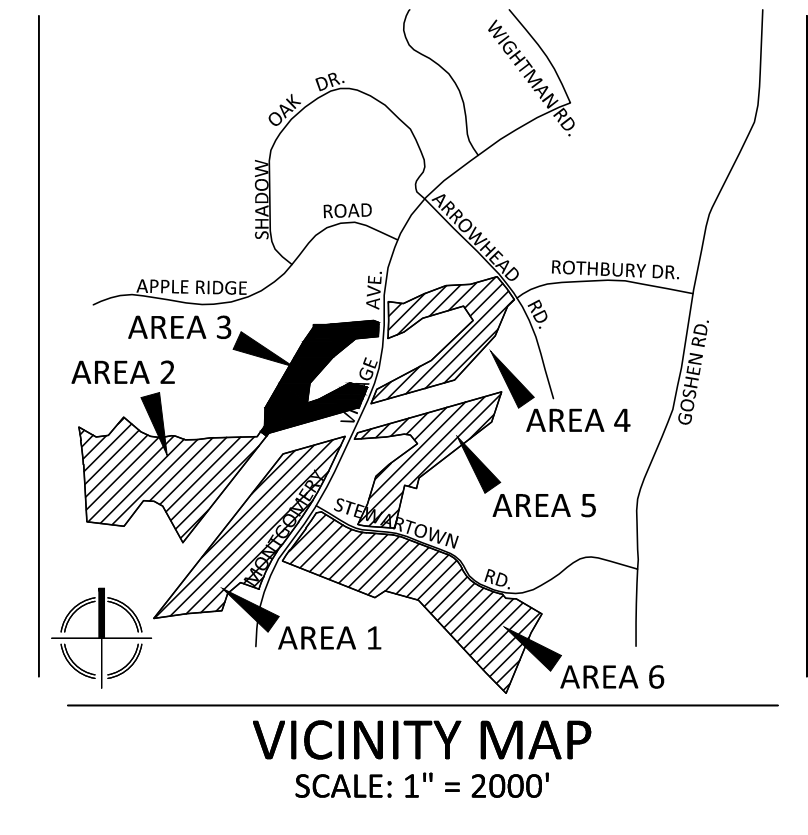 WIGHTMAN RD.
SHADOW OAK DR.
APPLE RIDGE ROAD
ARROWHEAD RD.
ROTHBURY DR.
GOSHEN RD.
MONTGOMERY VILLAGE AVE.
AREA 3
AREA 2
AREA 4
AREA 5
STEWARTOWN RD.
AREA 1
AREA 6
VICINITY MAP
SCALE: 1" = 2000'